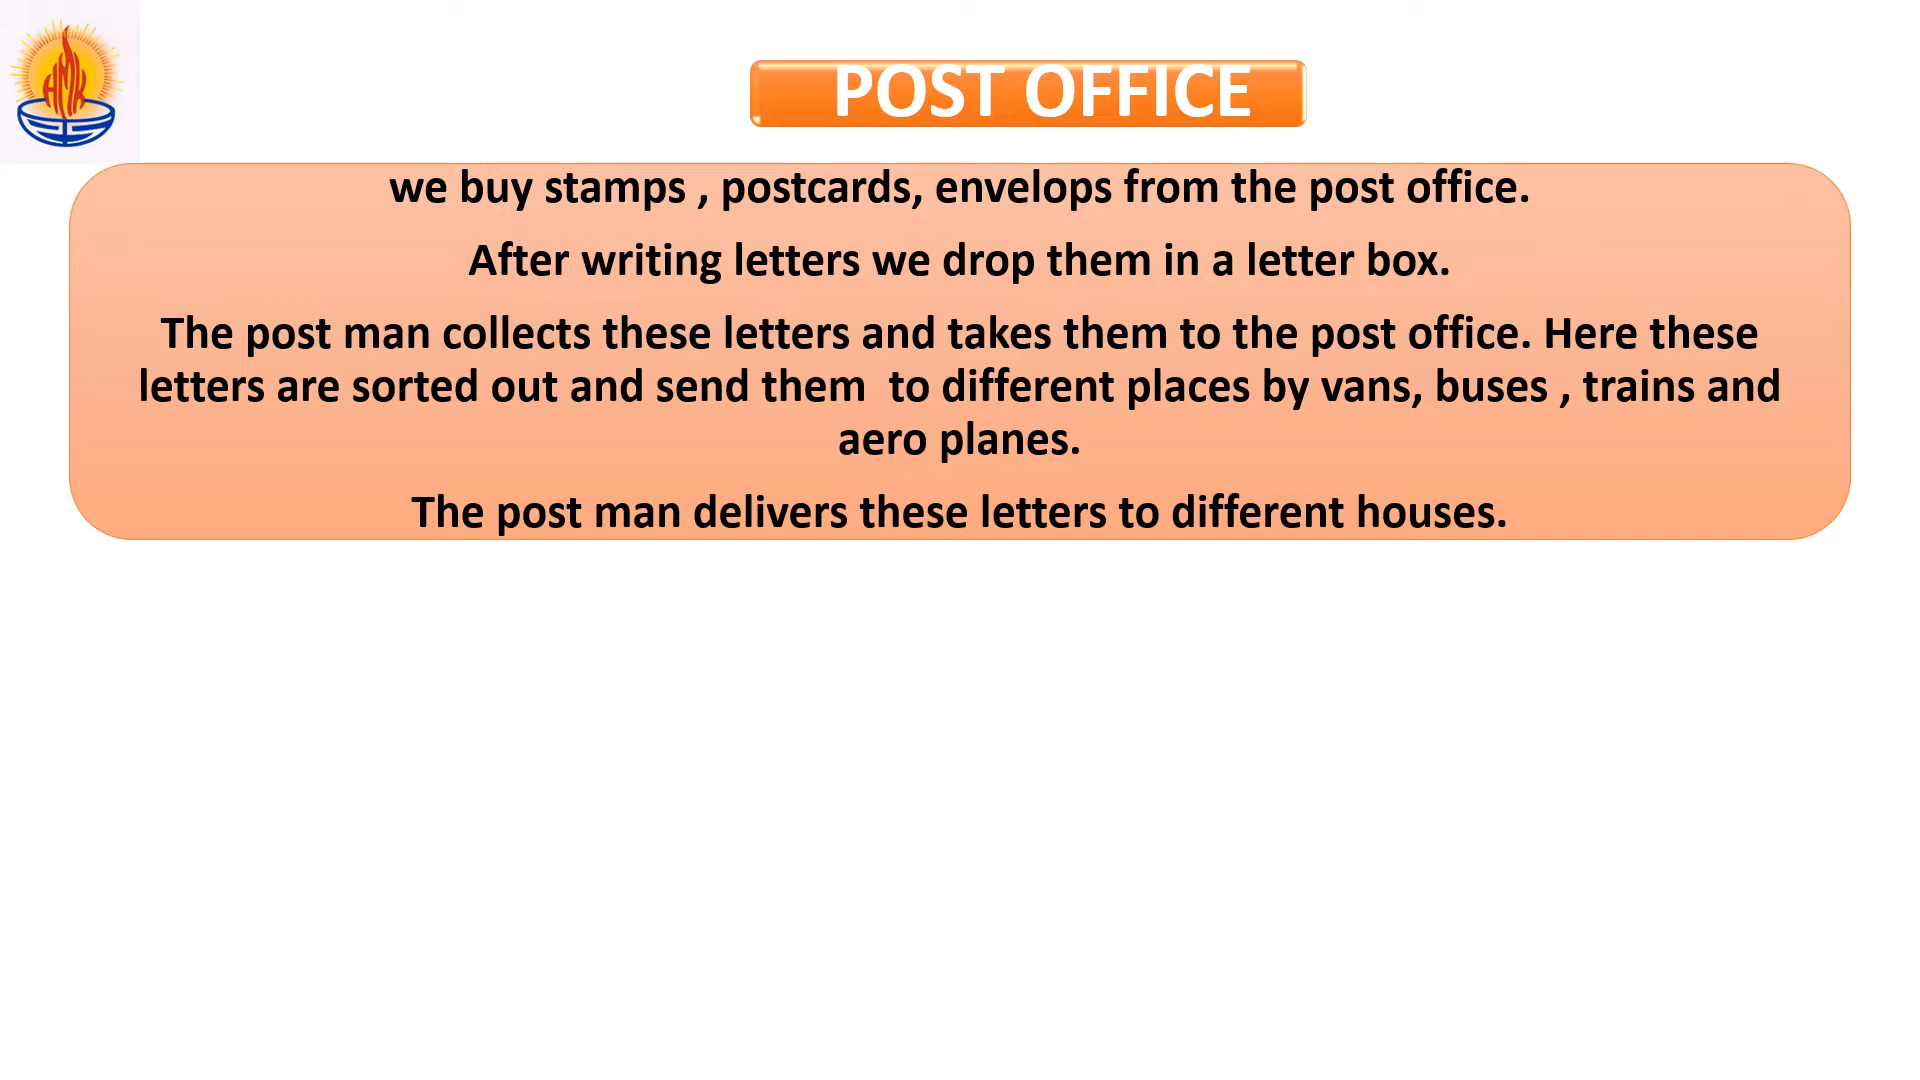 HMK
POST OFFICE
we buy stamps , postcards, envelops from the post office.
After writing letters we drop them in a letter box.
The post man collects these letters and takes them to the post office. Here these
letters are sorted out and send them  to different places by vans, buses , trains and
aero planes.
The post man delivers these letters to different houses.